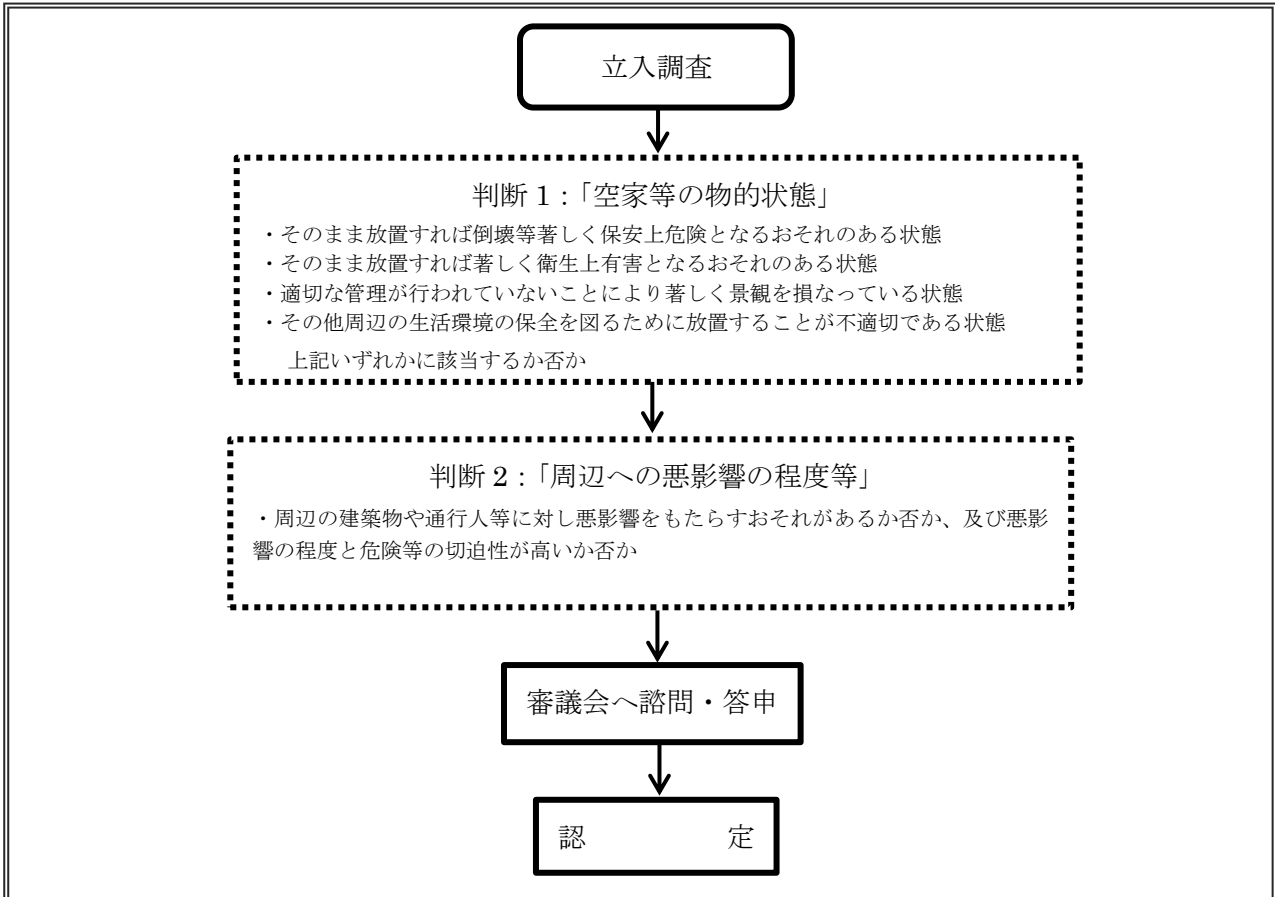 立入調査
判断 1：「空家等の物的状態」
・そのまま放置すれば倒壊等著しく保安上危険となるおそれのある状態
・そのまま放置すれば著しく衛生上有害となるおそれのある状態
・適切な管理が行われていないことにより著しく景観を損なっている状態
・その他周辺の生活環境の保全を図るために放置することが不適切である状態
上記いずれかに該当するか否か
判断 2：「周辺への悪影響の程度等」
・周辺の建築物や通行人等に対し悪影響をもたらすおそれがあるか否か、及び悪影
響の程度と危険等の切迫性が高いか否か
審議会へ諮問・答申
認　　　　　定